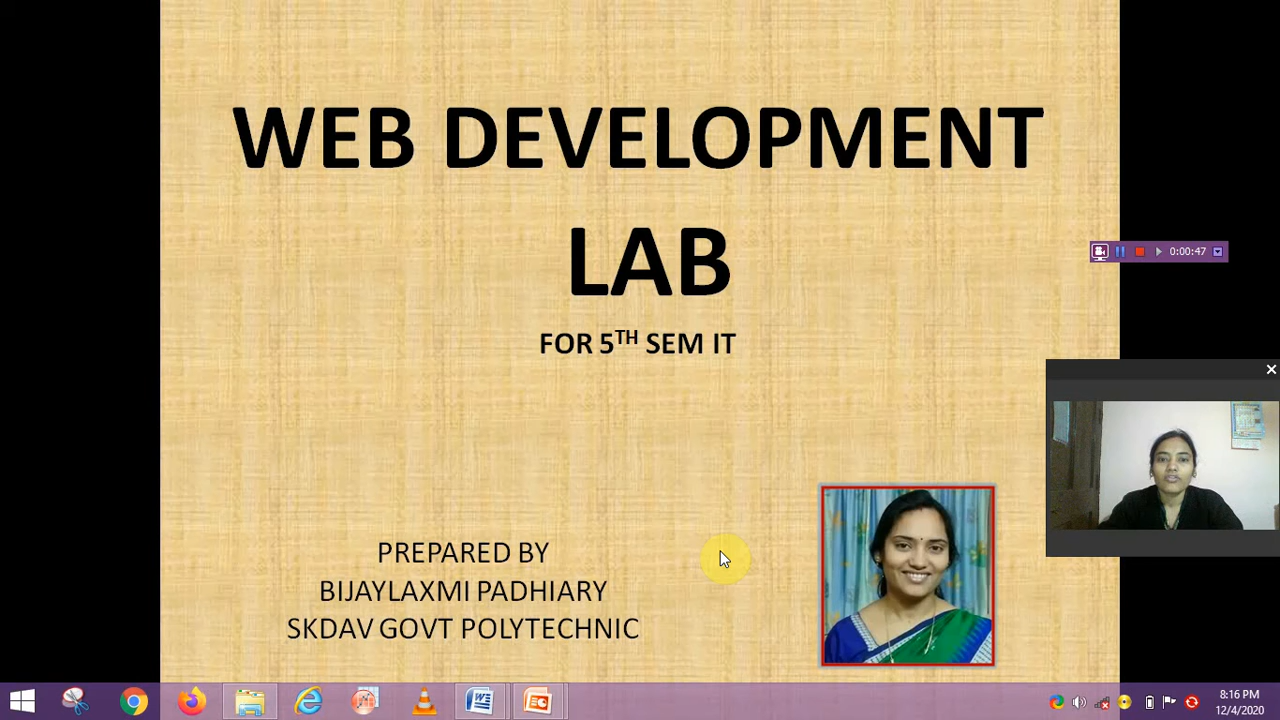 WEB DEVELOPMENT
LAB
FOR 5TH SEM IT
0:00:47
PREPARED BY
BIJAYLAXMI PADHIARY
SKDAV GOVT POLYTECHNIC
8:16 PM
12/4/2020